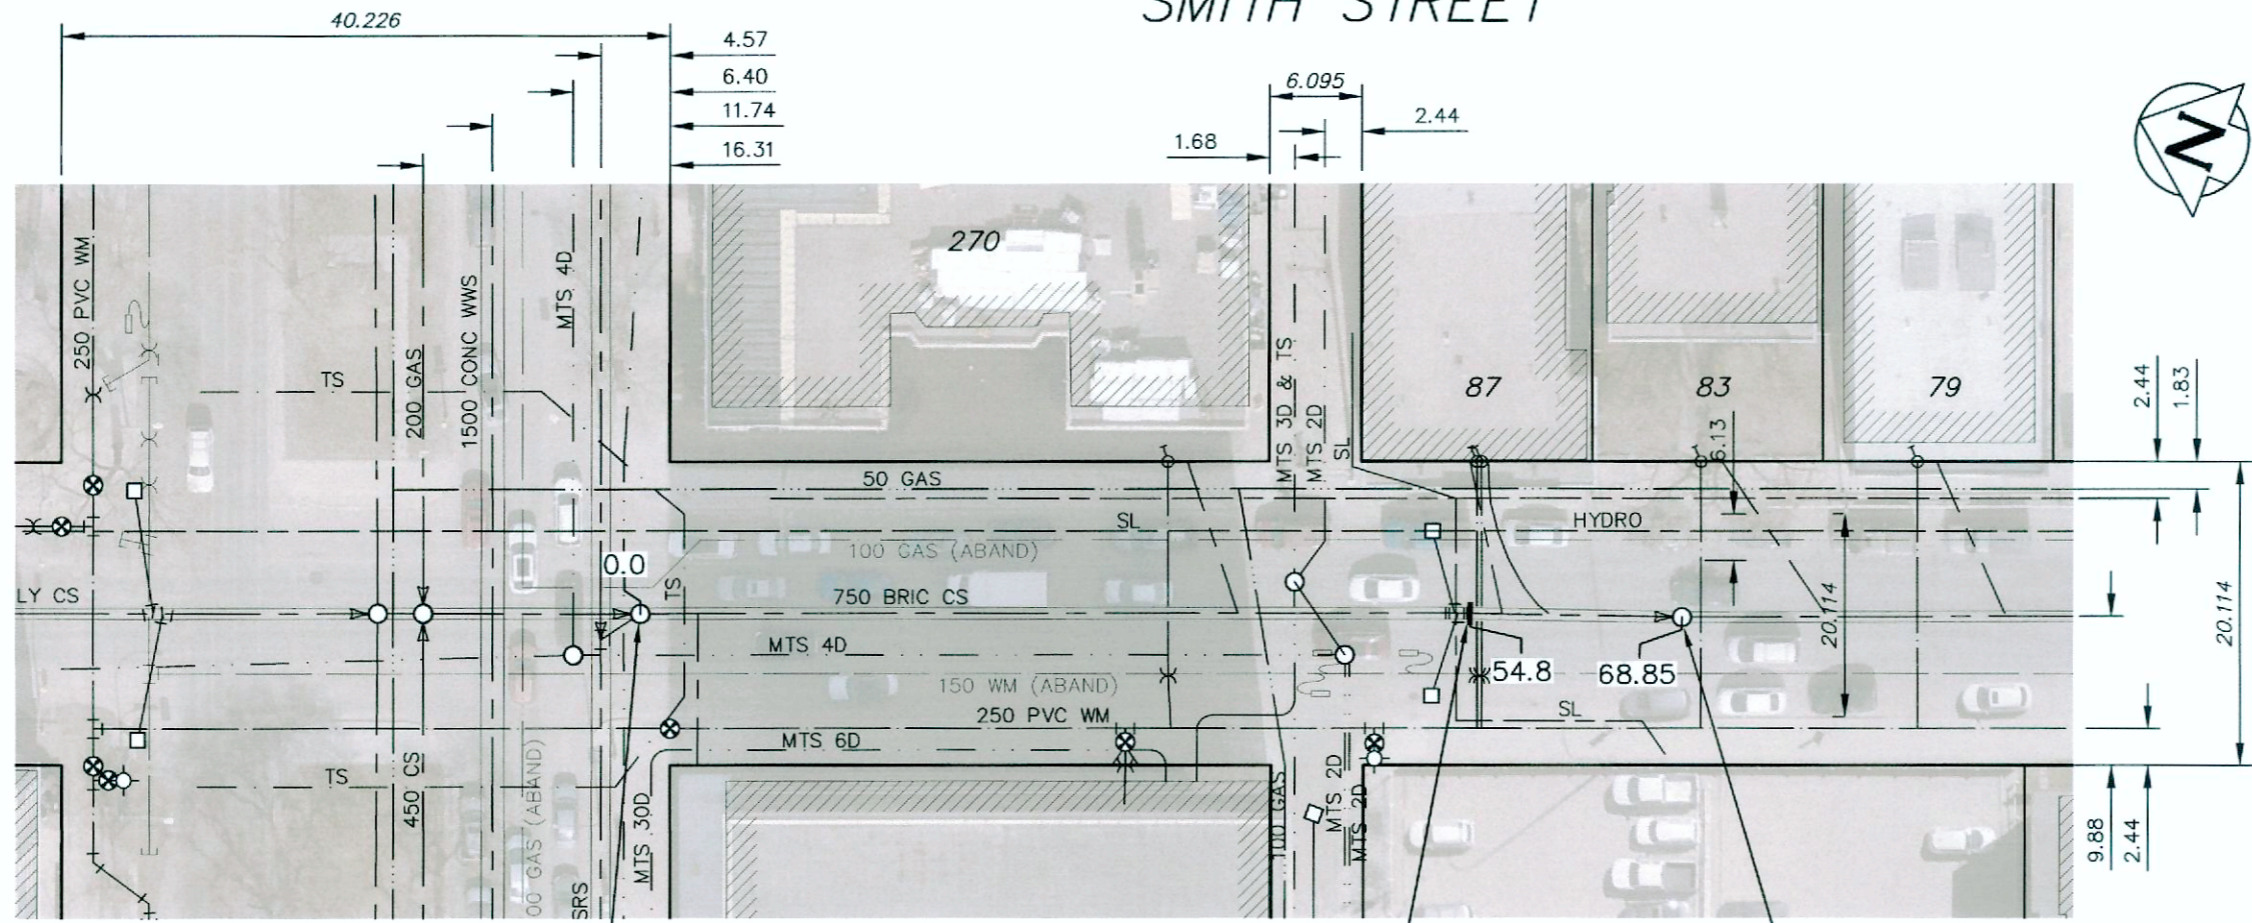 SMITH STREET
40.226
4.57
6.40
11.74
16.31
6.095
2.44
1.68
N
270
87
83
79
250 PVC WM
TS
200 GAS
1500 CONC WWS
MTS 4D
MTS 3D & TS
MTS 2D
SL
6.13
2.44
1.83
50 GAS
SL
HYDRO
100 GAS (ABAND)
0.0
LY CS
TS
750 BRIC CS
MTS 4D
54.8
68.85
20.114
20.114
150 WM (ABAND)
250 PVC WM
SL
MTS 6D
TS
450 CS
00 GAS (ABAND)
SRS
MTS 30D
100 GAS
MTS 2D
MTS 2D
9.88
2.44